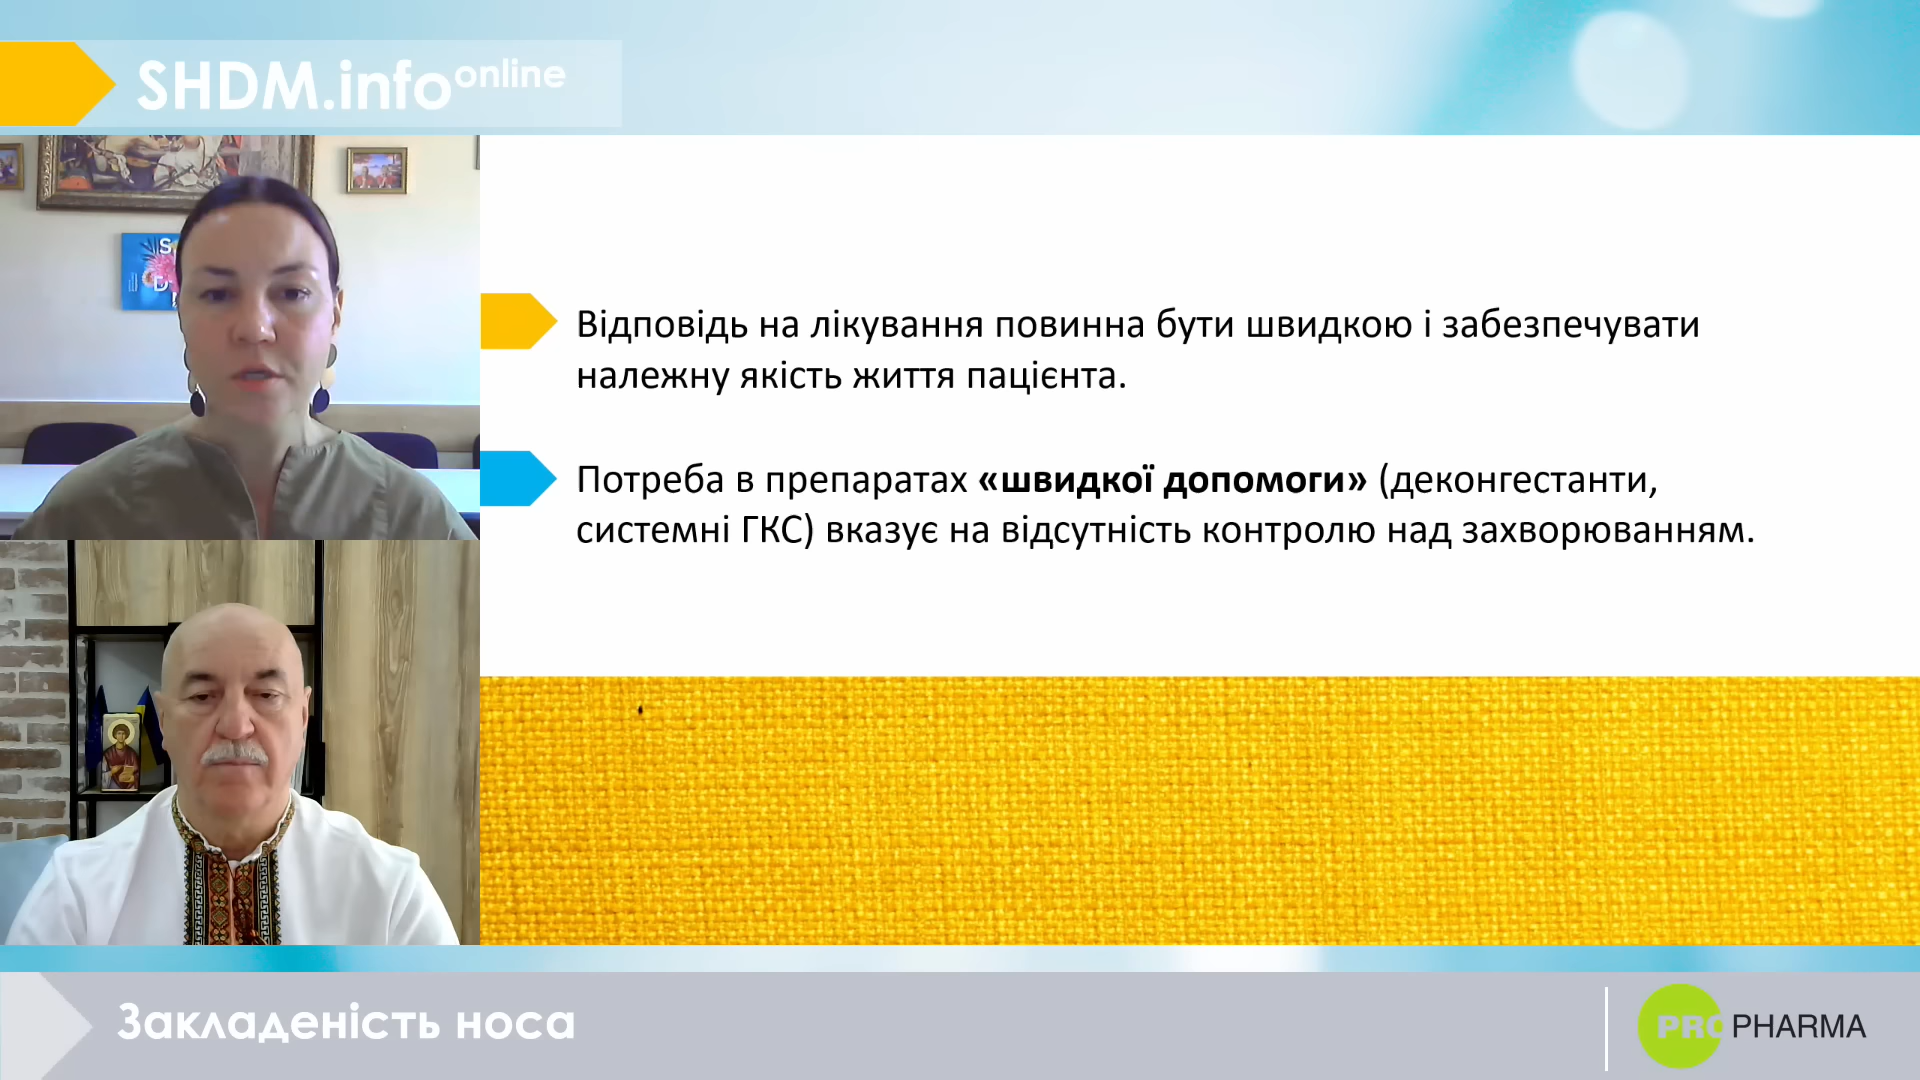 SHDM.info online
Відповідь на лікування повинна бути швидкою і забезпечувати
належну якість життя пацієнта.
Потреба в препаратах «швидкої допомоги» (деконгестанти,
системні ГКС) вказує на відсутність контролю над захворюванням.
Закладеність носа
PRO PHARMA